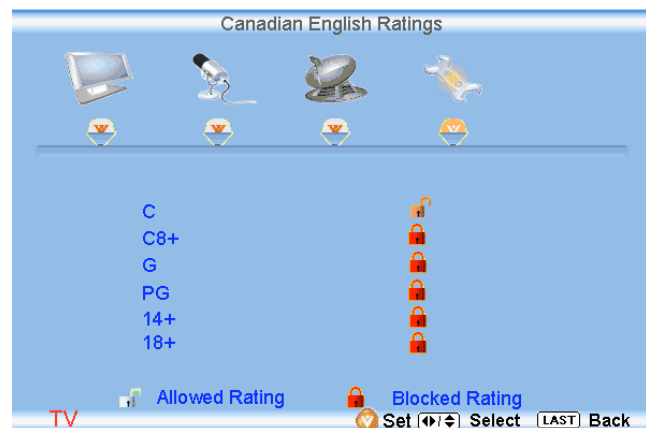 Canadian English Ratings
C
C8+
G
PG
14+
18+
Allowed Rating Blocked Rating
TV Set Select LAST Back